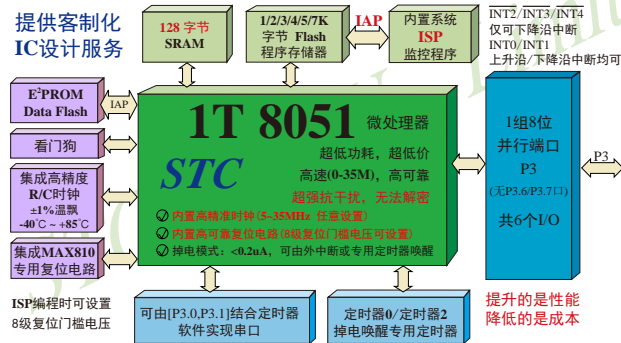 提供客制化
IC设计服务
128 字节
SRAM
1/2/3/4/5/7K
字节 Flash
程序存储器
IAP
内置系统
ISP
监控程序
INT2/INT3/INT4
仅可下降沿中断
INT0/INT1
上升沿/下降沿中断均可
E²PROM
Data Flash
IAP
看门狗
集成高精度
R/C时钟
±1%温飘
-40℃ ~ +85℃
集成MAX810
专用复位电路
1T 8051 微处理器
STC
超低功耗，超低价
高速(0-35M)，高可靠
超强抗干扰，无法解密
内置高精准时钟(5~35MHz 任意设置)
内置高可靠复位电路(8级复位门槛电压可设置)
掉电模式：<0.2uA，可由外中断或专用定时器唤醒
1组8位
并行端口
P3
(无P3.6/P3.7口)
共6个I/O
P3
ISP编程时可设置
8级复位门槛电压
可由[P3.0,P3.1]结合定时器
软件实现串口
定时器0/定时器2
掉电唤醒专用定时器
提升的是性能
降低的是成本